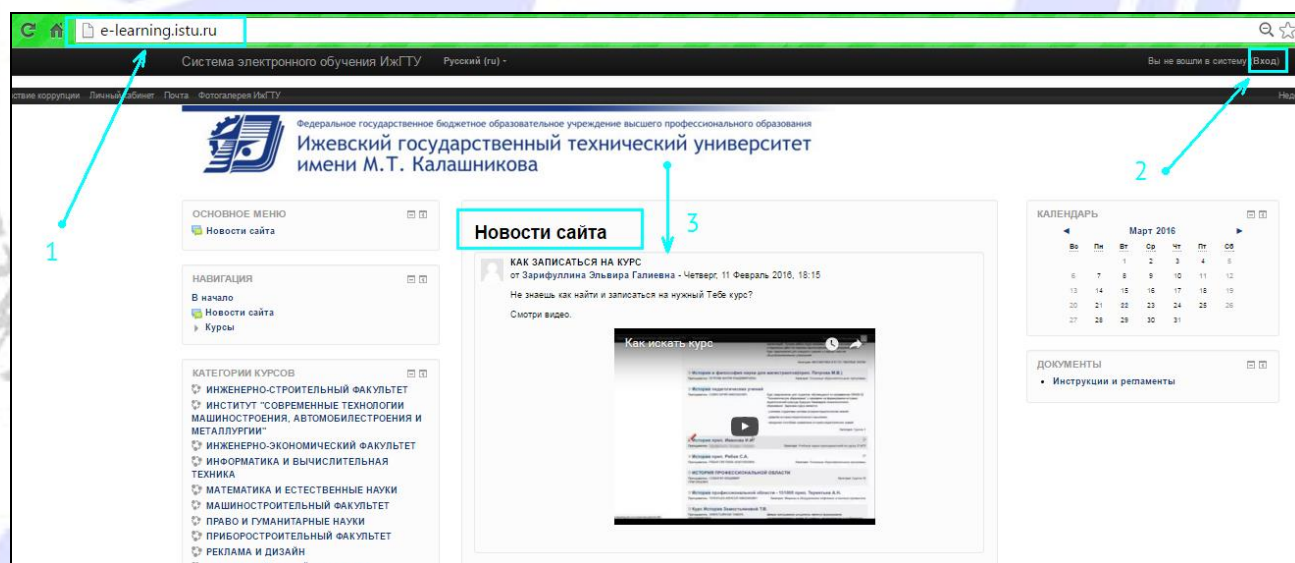 e-learning.istu.ru
Система электронного обучения ИжГТУ Русский (ru)
Вы не вошли в систему (Вход)
ствие коррупции Личный кабинет Почта Фотогалерея ИжГТУ
Нед
Федеральное государственное бюджетное образовательное учреждение высшего профессионального образования
Ижевский государственный технический университет
имени М.Т. Калашникова
1
2
3
ОСНОВНОЕ МЕНЮ
Новости сайта
НАВИГАЦИЯ
В начало
Новости сайта
Курсы
КАТЕГОРИИ КУРСОВ
ИНЖЕНЕРНО-СТРОИТЕЛЬНЫЙ ФАКУЛЬТЕТ
ИНСТИТУТ "СОВРЕМЕННЫЕ ТЕХНОЛОГИИ
МАШИНОСТРОЕНИЯ, АВТОМОБИЛЕСТРОЕНИЯ И
МЕТАЛЛУРГИИ"
ИНЖЕНЕРНО-ЭКОНОМИЧЕСКИЙ ФАКУЛЬТЕТ
ИНФОРМАТИКА И ВЫЧИСЛИТЕЛЬНАЯ
ТЕХНИКА
МАТЕМАТИКА И ЕСТЕСТВЕННЫЕ НАУКИ
МАШИНОСТРОИТЕЛЬНЫЙ ФАКУЛЬТЕТ
ПРАВО И ГУМАНИТАРНЫЕ НАУКИ
ПРИБОРОСТРОИТЕЛЬНЫЙ ФАКУЛЬТЕТ
РЕКЛАМА И ДИЗАЙН
Новости сайта
КАК ЗАПИСАТЬСЯ НА КУРС
от Зарифуллина Эльвира Галиевна - Четверг, 11 Февраль 2016, 18:15
Не знаешь как найти и записаться на нужный Тебе курс?
Смотри видео.
Как искать курс
КАЛЕНДАРЬ
Март 2016
Во Пн Вт Ср Чт Пт Сб
1 2 3 4 5
6 7 8 9 10 11 12
13 14 15 16 17 18 19
20 21 22 23 24 25 26
27 28 29 30 31
ДОКУМЕНТЫ
Инструкции и регламенты